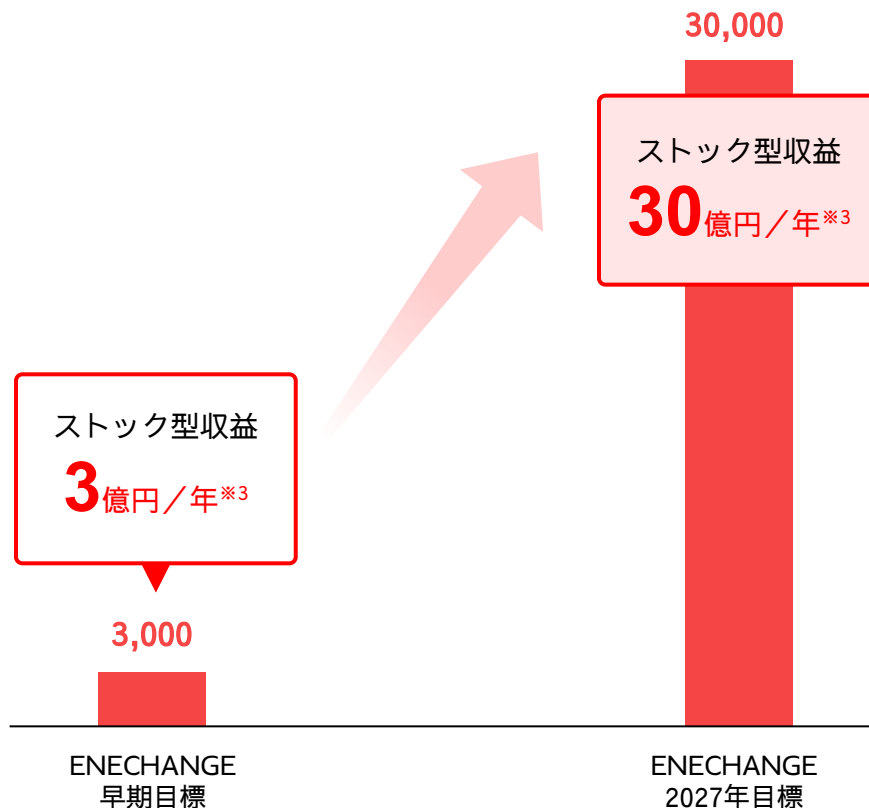 30,000
ストック型収益
30億円／年※3
ストック型収益
3億円／年※3
3,000
ENECHANGE
早期目標
ENECHANGE
2027年目標